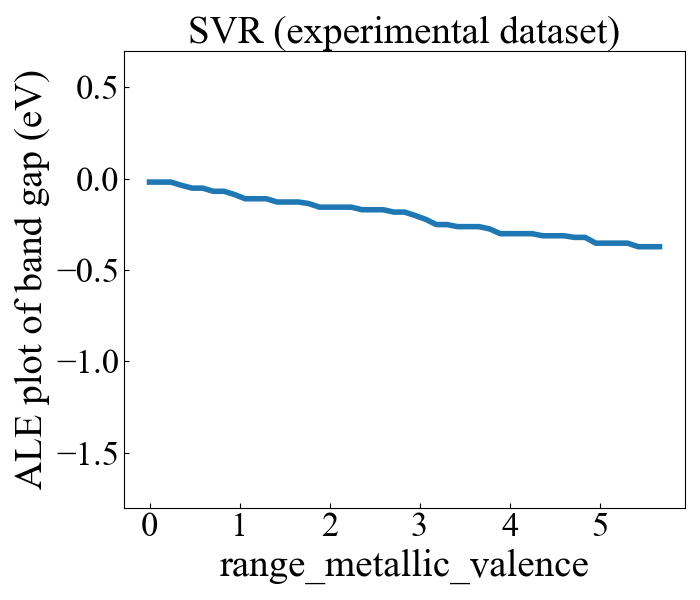 SVR (experimental dataset)
ALE plot of band gap (eV)
0.5
0.0
−0.5
−1.0
−1.5
0 1 2 3 4 5
range_metallic_valence